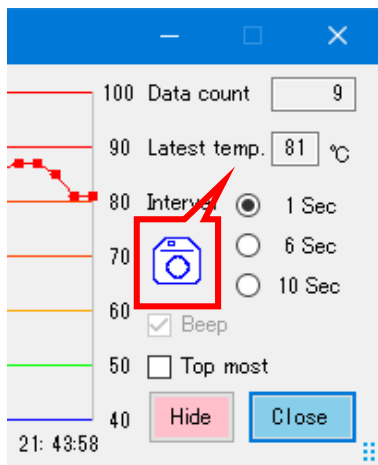 100 Data count 9
90 Latest temp. 81 ℃
80 Interval 1 Sec
70 6 Sec
10 Sec
60 Beep
50 Top most
40 Hide Close
21: 43:58